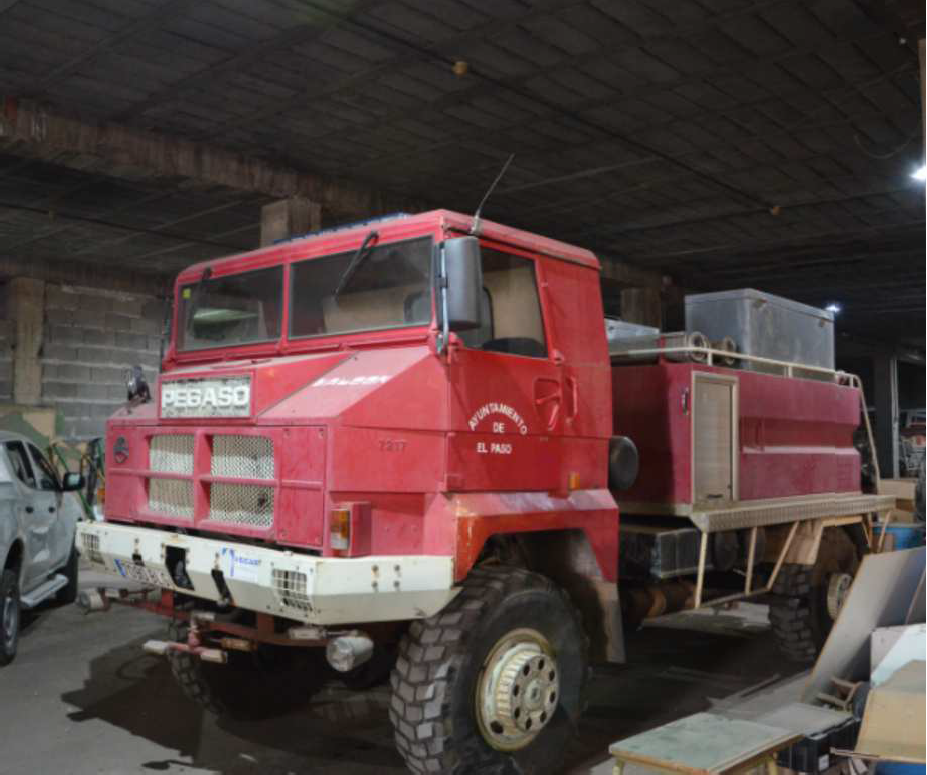 PEGASO
7217
AYUNTAMIENTO
DE
EL PASO